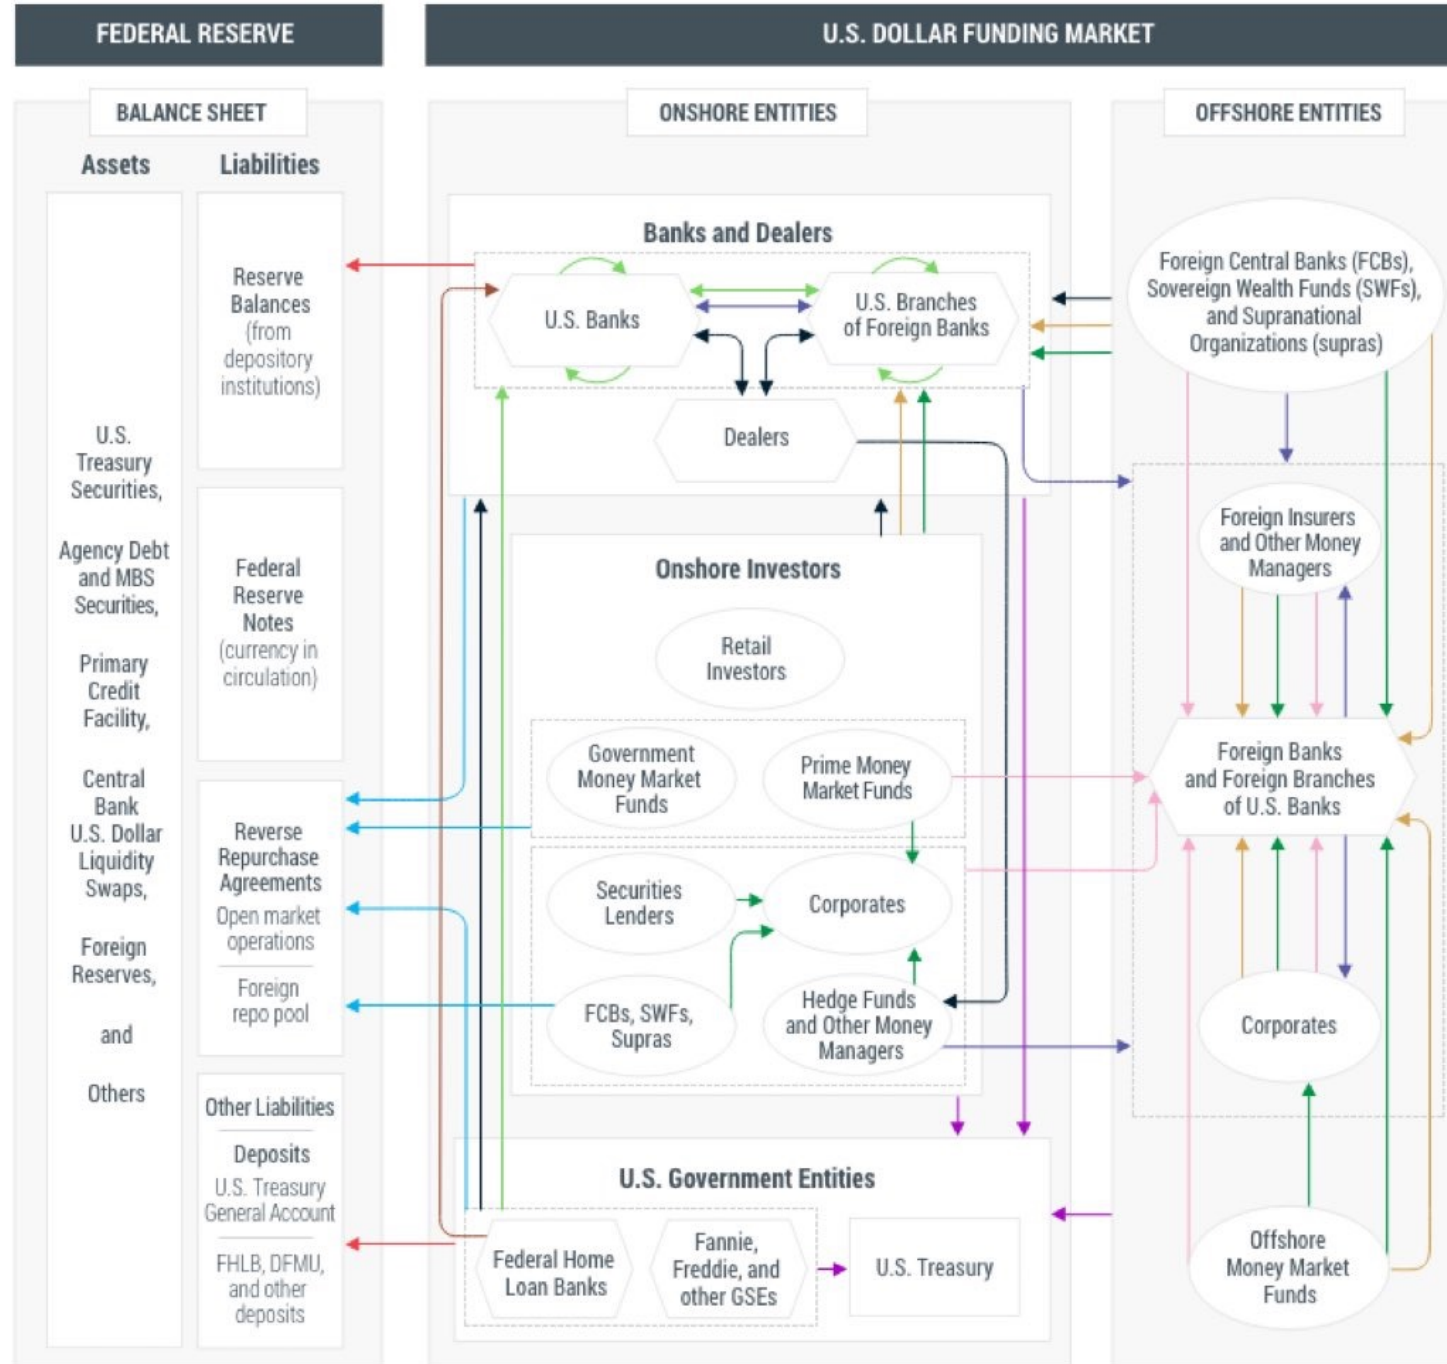 FEDERAL RESERVE
U.S. DOLLAR FUNDING MARKET
BALANCE SHEET
Assets
Liabilities
U.S.
Treasury
Securities,
Agency Debt
and MBS
Securities,
Primary
Credit
Facility,
Central
Bank
U.S. Dollar
Liquidity
Swaps,
Foreign
Reserves,
and
Others
Reserve
Balances
(from
depository
institutions)
Federal
Reserve
Notes
(currency in
circulation)
Reverse
Repurchase
Agreements
Open market
operations
Foreign
repo pool
Other Liabilities
Deposits
U.S. Treasury
General Account
FHLB, DFMU,
and other
deposits
ONSHORE ENTITIES
Banks and Dealers
U.S. Banks
U.S. Branches
of Foreign Banks
Dealers
Onshore Investors
Retail
Investors
Government
Money Market
Funds
Prime Money
Market Funds
Securities
Lenders
Corporates
FCBs, SWFs,
Supras
Hedge Funds
and Other Money
Managers
U.S. Government Entities
Federal Home
Loan Banks
Fannie,
Freddie, and
other GSEs
U.S. Treasury
OFFSHORE ENTITIES
Foreign Central Banks (FCBs),
Sovereign Wealth Funds (SWFs),
and Supranational
Organizations (supras)
Foreign Insurers
and Other Money
Managers
Foreign Banks
and Foreign Branches
of U.S. Banks
Corporates
Offshore
Money Market
Funds